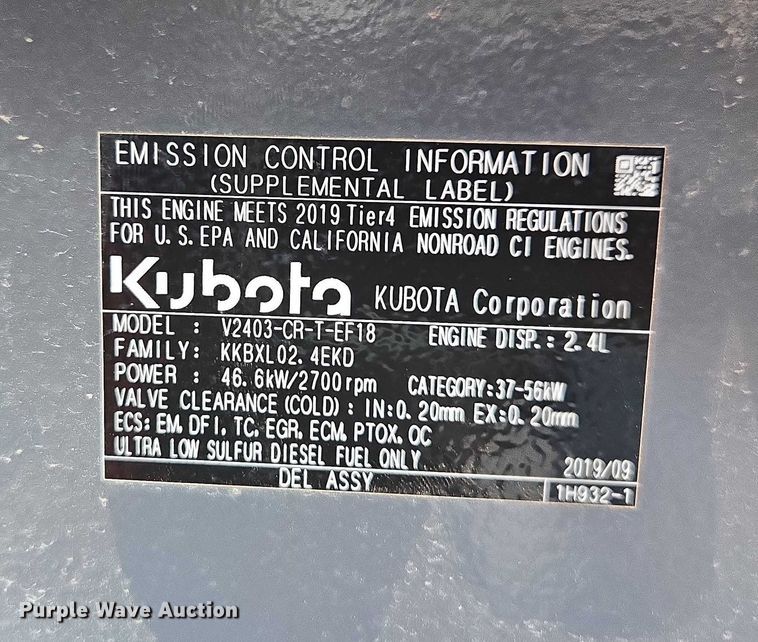 EMISSION CONTROL INFORMATION
(SUPPLEMENTAL LABEL)
THIS ENGINE MEETS 2019 Tier4 EMISSION REGULATIONS
FOR U.S.EPA AND CALIFORNIA NONROAD CI ENGINES.
Kubota KUBOTA Corporation
MODEL : V2403-CR-T-EF18 ENGINE DISP.: 2.4L
FAMILY: KKBXL02.4EKD
POWER : 46.6kW/2700rpm CATEGORY:37-56kW
VALVE CLEARANCE(COLD): IN:0.20mm EX:0.20mm
ECS: EM, DFI, TC, EGR, ECM, PTOX, OC
ULTRA LOW SULFUR DIESEL FUEL ONLY. 2019/09
DEL ASSY 1H932-1
Purple Wave Auction